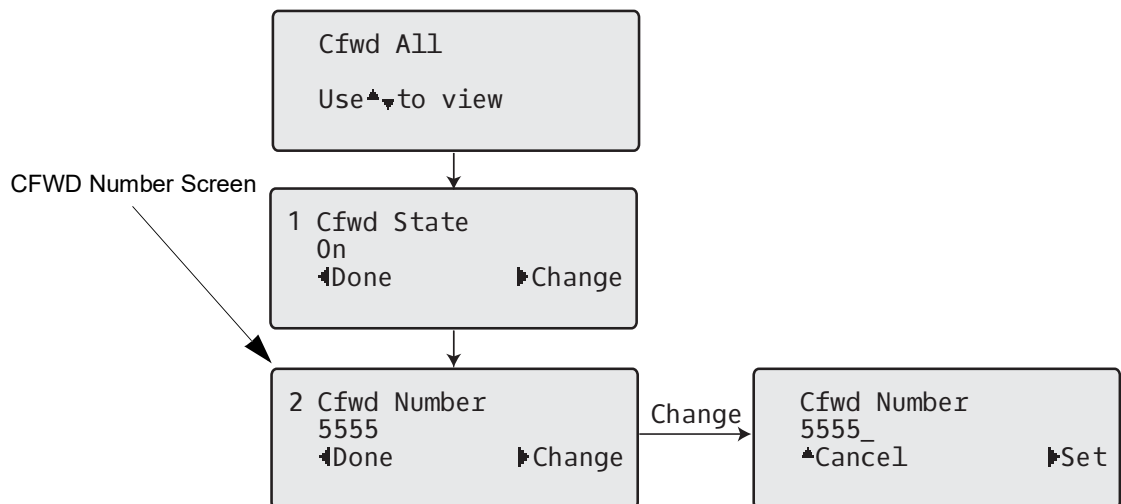 Cfwd All
Use▲▼to view
CFWD Number Screen
1 Cfwd State
On
◀Done ▶Change
2 Cfwd Number
5555
◀Done ▶Change
Change
Cfwd Number
5555_
▲Cancel ▶Set